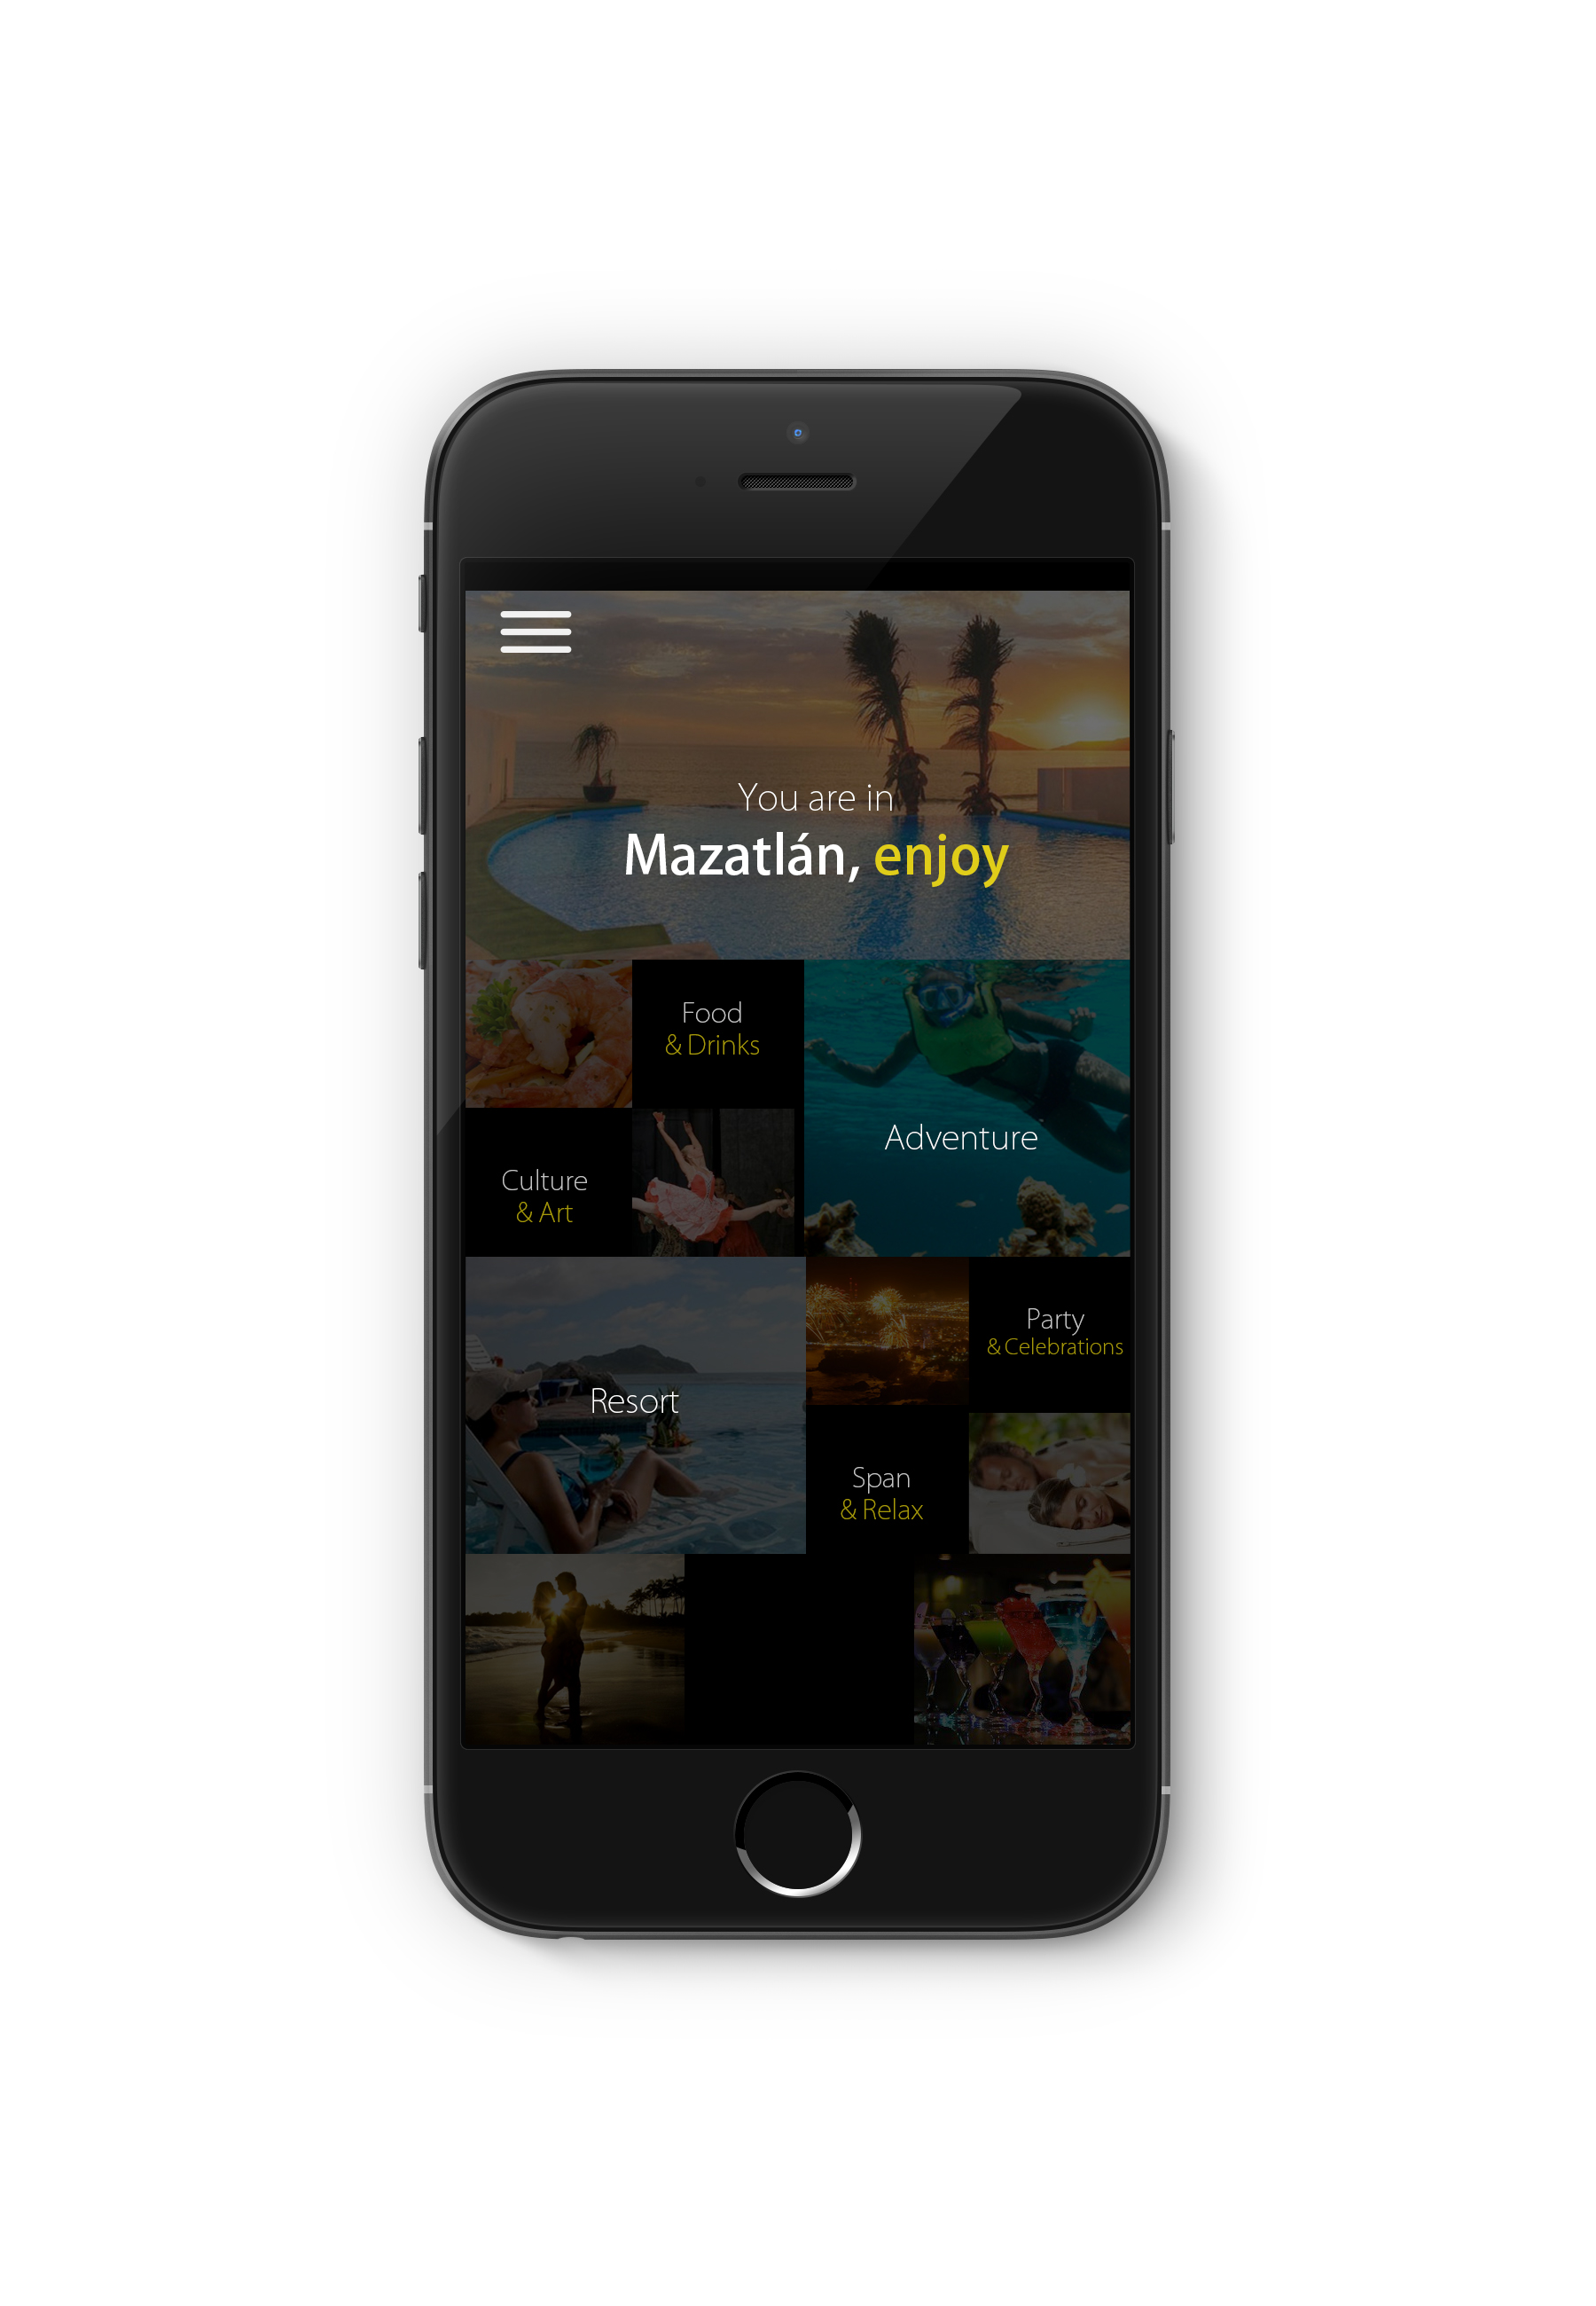 You are in
Mazatlán, enjoy
Food
& Drinks
Adventure
Culture
& Art
Party
& Celebrations
Resort
Span
& Relax